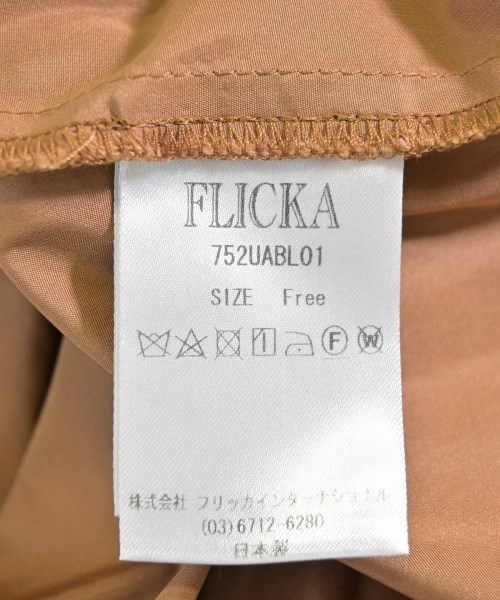 FLICKA
752UABL01
SIZE Free
F W
株式会社 フリッカインターナショナル
(03)6712-6280
日本製